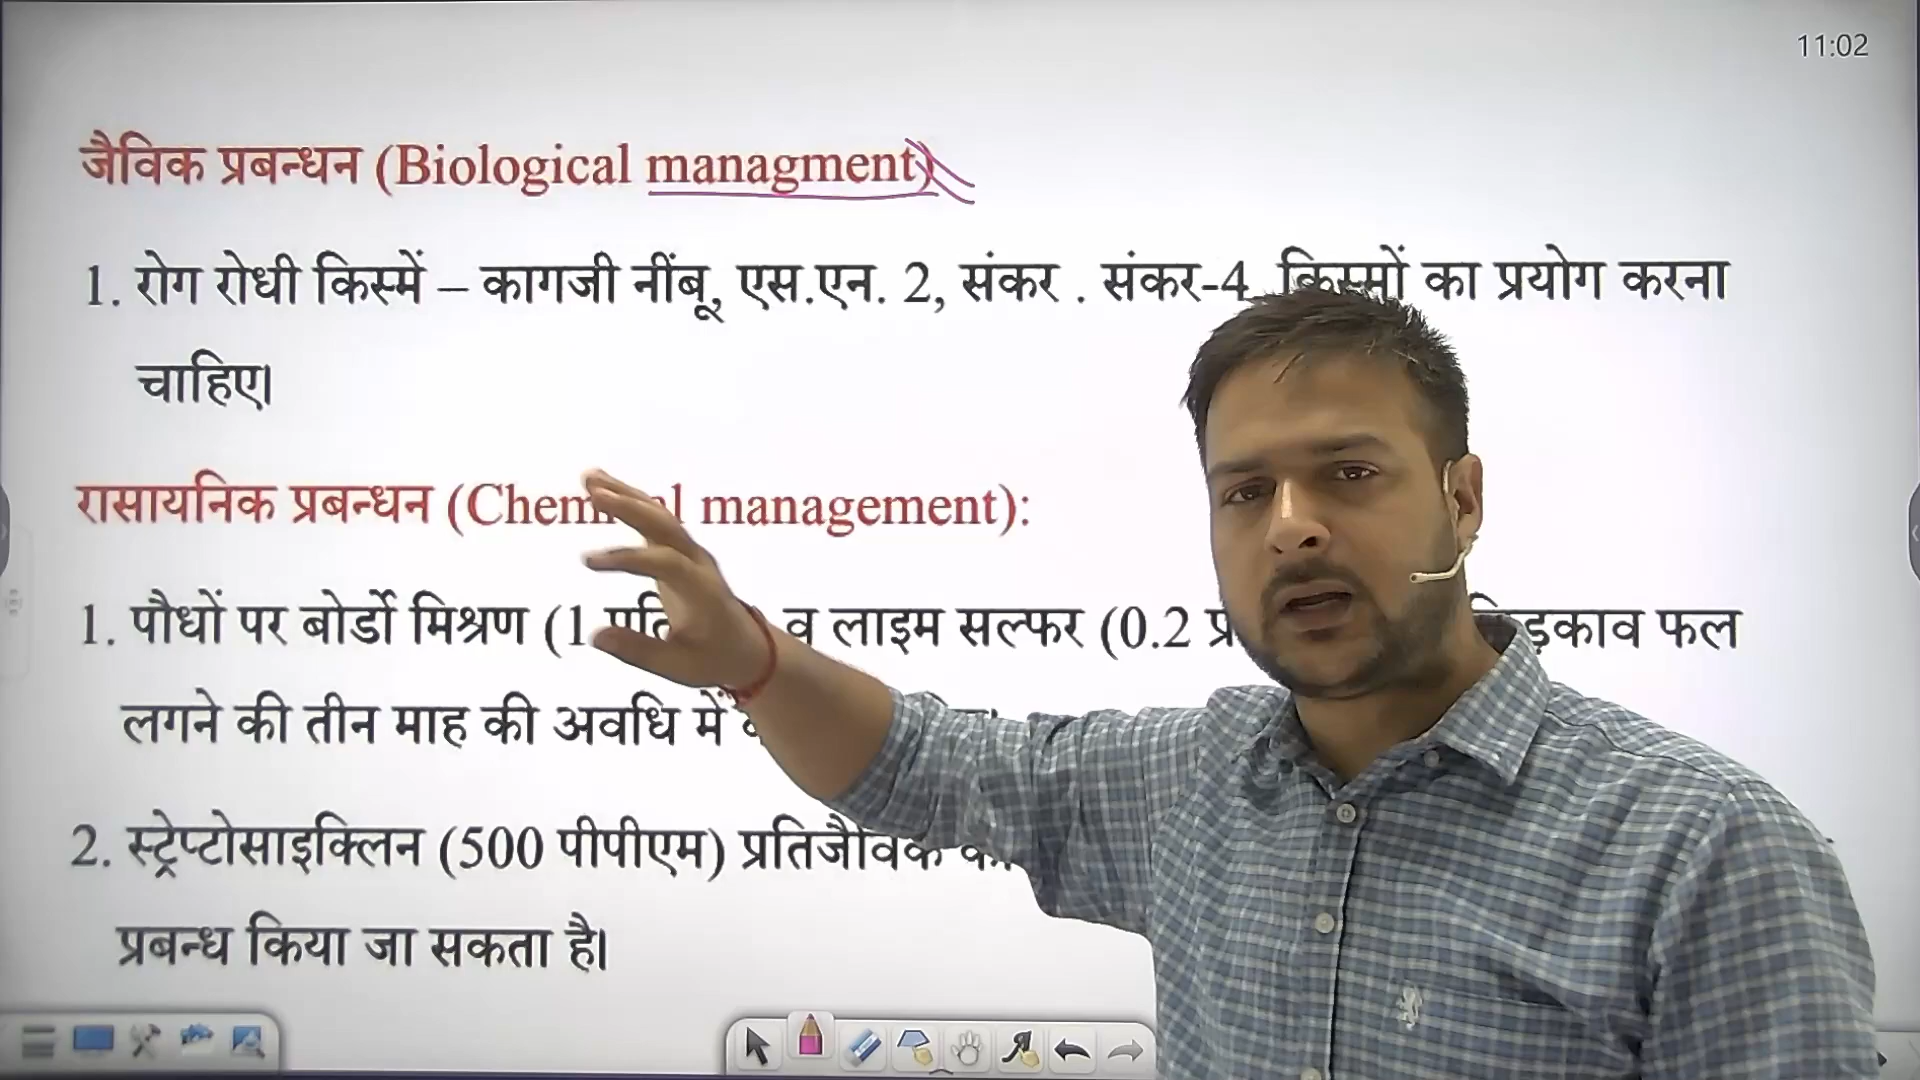 11:02
जैविक प्रबन्धन (Biological managment)
1. रोग रोधी किस्में – कागजी नींबू, एस.एन. 2, संकर . संकर-4 किस्मों का प्रयोग करना
चाहिए।
रासायनिक प्रबन्धन management):
1. पौधों पर बोर्डो मिश्रण (1 व लाइम सल्फर (0.2 फल
लगने की तीन माह की अवधि में
2. स्ट्रेप्टोसाइक्लिन (500 पीपीएम) प्रतिजैविक
प्रबन्ध किया जा सकता है।